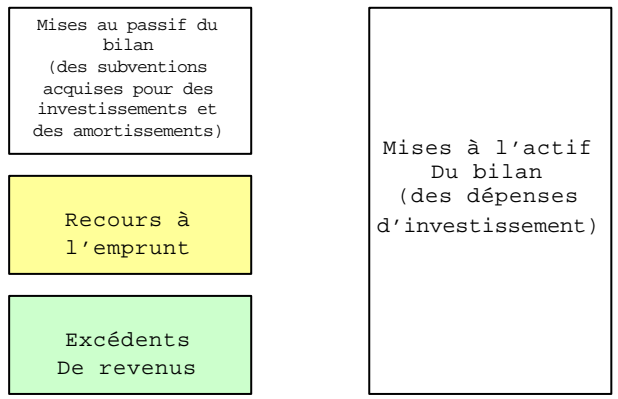 Mises au passif du
bilan
(des subventions
acquises pour des
investissements et
des amortissements)
Recours à
l'emprunt
Excédents
De revenus
Mises à l'actif
Du bilan
(des dépenses
d'investissement)